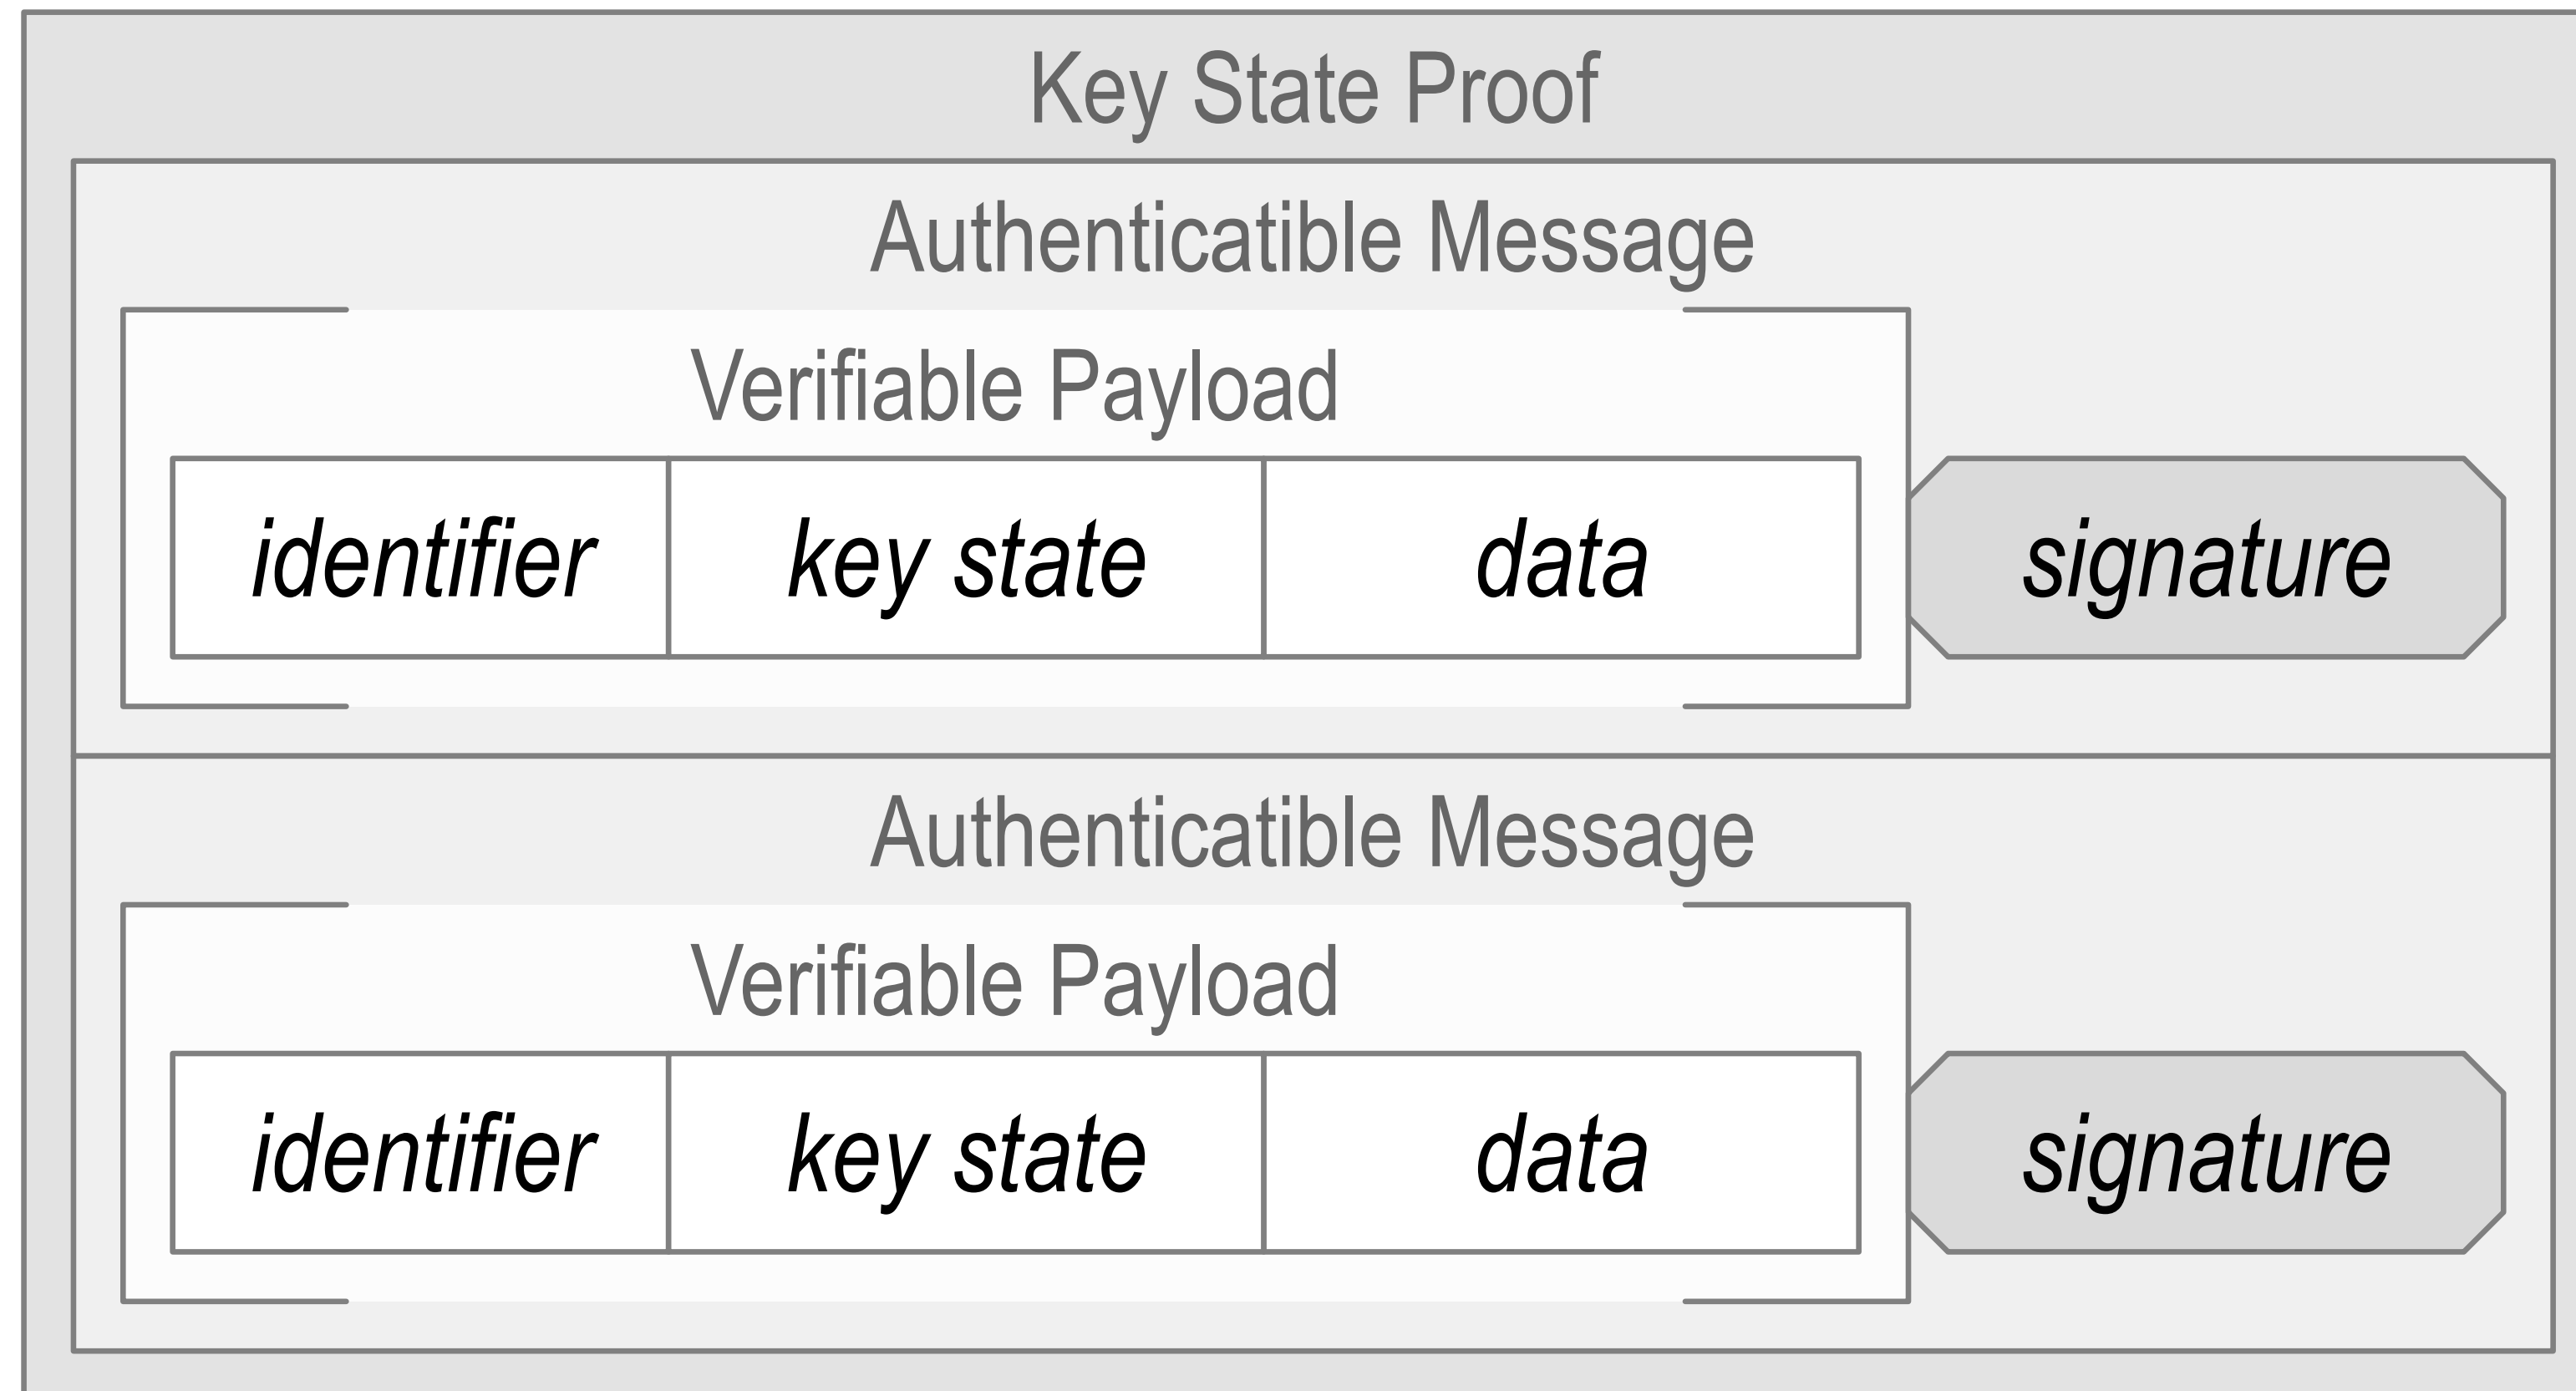 Key State Proof
Authenticatible Message
Verifiable Payload
identifier key state data signature
Authenticatible Message
Verifiable Payload
identifier key state data signature